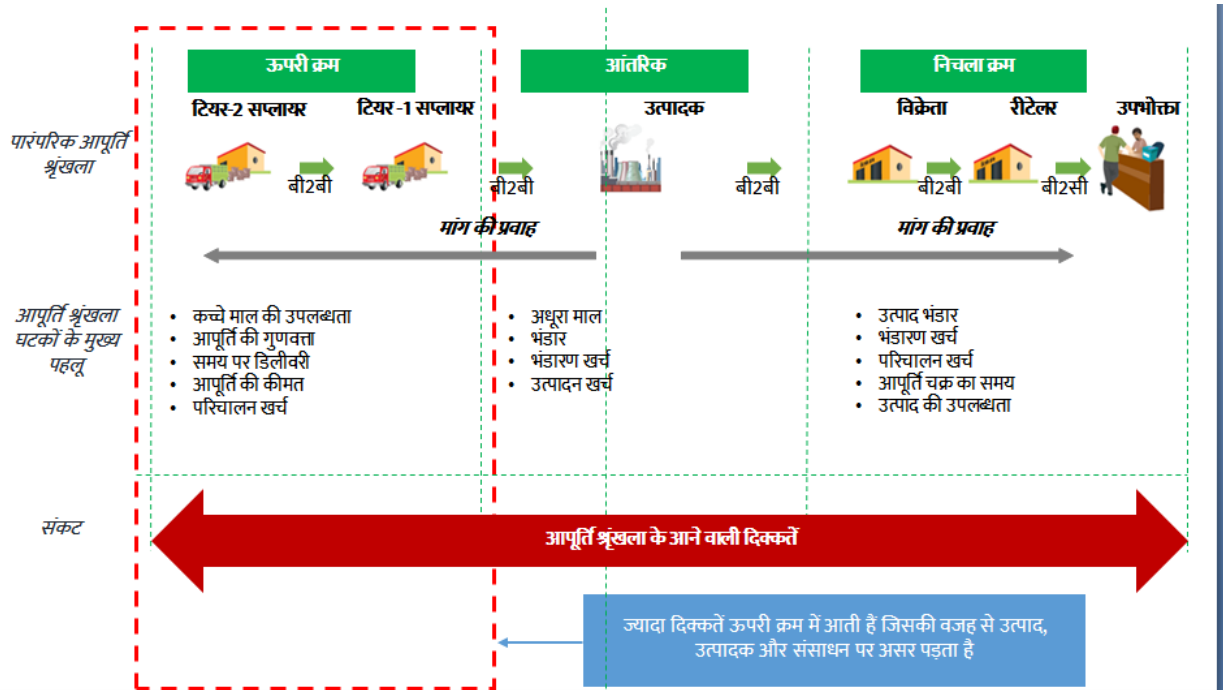 ऊपरी क्रम
आंतरिक
निचला क्रम
टियर-2 सप्लायर
टियर -1 सप्लायर
उत्पादक
विक्रेता
रीटेलर
उपभोक्ता
पारंपरिक आपूर्ति
श्रृंखला
बी2बी
बी2बी
बी2बी
बी2बी
बी2सी
मांग की प्रवाह
मांग की प्रवाह
आपूर्ति श्रृंखला
घटकों के मुख्य
पहलू
• कच्चे माल की उपलब्धता
• आपूर्ति की गुणवत्ता
• समय पर डिलीवरी
• आपूर्ति की कीमत
• परिचालन खर्च
• अधूरा माल
• भंडार
• भंडारण खर्च
• उत्पादन खर्च
• उत्पाद भंडार
• भंडारण खर्च
• परिचालन खर्च
• आपूर्ति चक्र का समय
• उत्पाद की उपलब्धता
संकट
आपूर्ति श्रृंखला के आने वाली दिक्कतें
ज्यादा दिक्कतें ऊपरी क्रम में आती हैं जिसकी वजह से उत्पाद,
उत्पादक और संसाधन पर असर पड़ता है